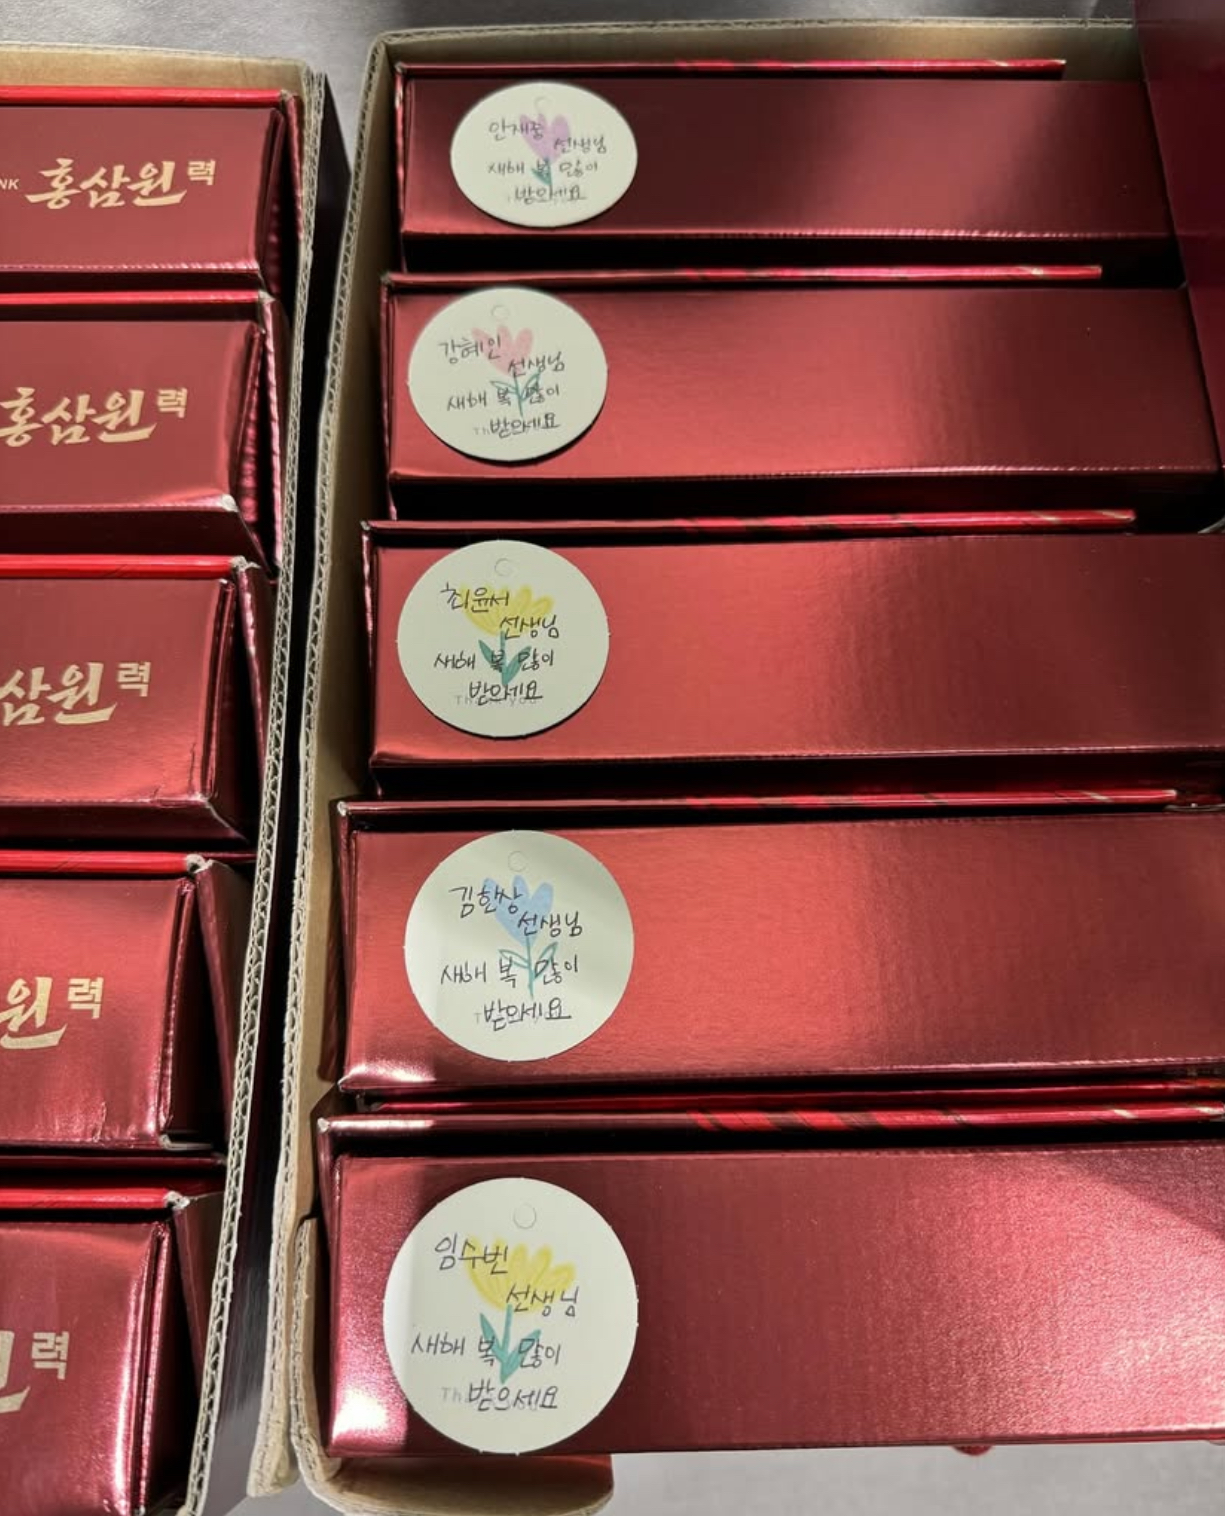 홍삼원력
홍삼원력
삼원력
원력
력
안재홍
선생님
새해 복 많이
받으세요
강혜인
선생님
새해 복 많이
받으세요
최윤서
선생님
새해 복 많이
받으세요
김한상
선생님
새해 복 많이
받으세요
임수빈
선생님
새해 복 많이
받으세요